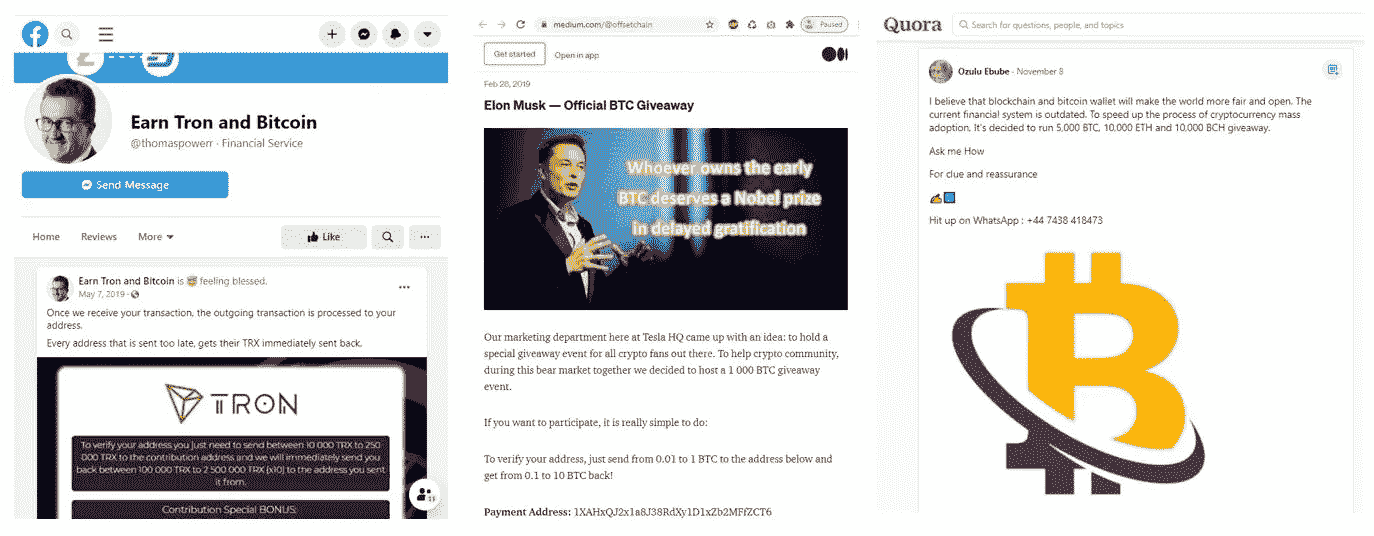 Earn Tron and Bitcoin
@thomaspowerr · Financial Service
Send Message
Home Reviews More Like
Earn Tron and Bitcoin is feeling blessed.
May 7, 2019 ·
Once we receive your transaction, the outgoing transaction is processed to your
address.
Every address that is sent too late, gets their TRX immediately sent back.
TRON
To verify your address you just need to send between 10 000 TRX to 250
000 TRX to the contribution address and we will immediately send you
back between 100 000 TRX to 2 500 000 TRX (x10) to the address you sent
it from.
Contribution Special BONUS:
medium.com/@offsetchain
Paused
Get started Open in app
Feb 28, 2019
Elon Musk — Official BTC Giveaway
Whoever owns the early
BTC deserves a Nobel prize
in delayed gratification
Our marketing department here at Tesla HQ came up with an idea: to hold a
special giveaway event for all crypto fans out there. To help crypto community,
during this bear market together we decided to host a 1 000 BTC giveaway
event.
If you want to participate, it is really simple to do:
To verify your address, just send from 0.01 to 1 BTC to the address below and
get from 0.1 to 10 BTC back!
Payment Address: 1XAHxQJ2x1a8J38RdXy1D1xZb2MFfZCT6
Quora
Search for questions, people, and topics
Ozulu Ebube · November 8
I believe that blockchain and bitcoin wallet will make the world more fair and open. The
current financial system is outdated. To speed up the process of cryptocurrency mass
adoption, It's decided to run 5,000 BTC, 10,000 ETH and 10,000 BCH giveaway.
Ask me How
For clue and reassurance
Hit up on WhatsApp : +44 7438 418473